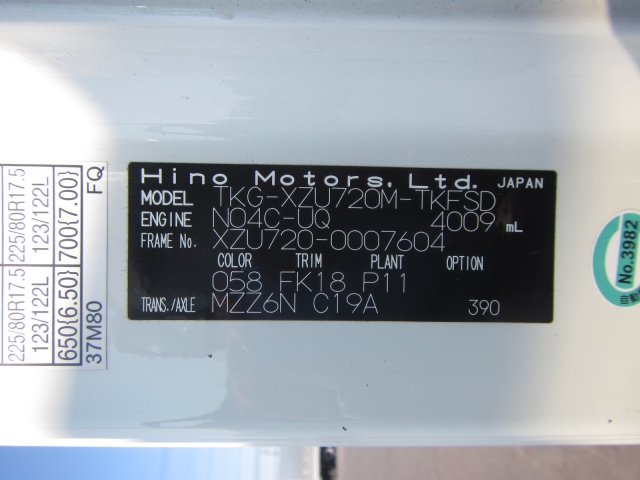 Hino Motors, Ltd. JAPAN
MODEL TKG-XZU720M-TKFSD
ENGINE N04C-UQ 4009 mL
FRAME No. XZU720-0007604
COLOR TRIM PLANT OPTION
058 FK18 P11
TRANS./AXLE MZZ6N C19A 390
225/80R17.5 225/80R17.5
123/122L 123/122L
650{6.50} 700{7.00}
37M80 FQ
No.3982